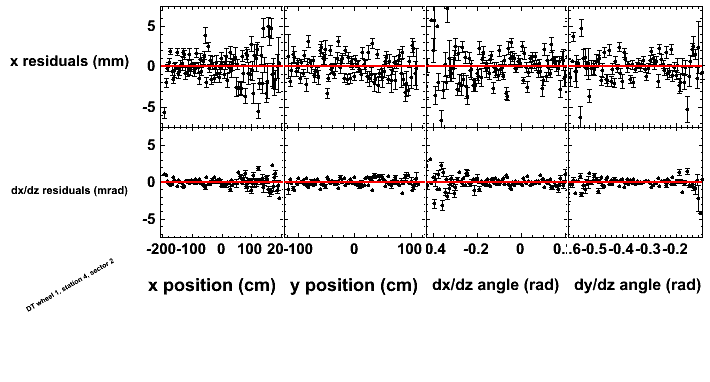 x residuals (mm)
5
0
-5
dx/dz residuals (mrad)
5
0
-5
-200-100 0 100 20-100 0 100 0.4 -0.2 0 0. .6-0.5-0.4-0.3-0.2
x position (cm) y position (cm) dx/dz angle (rad) dy/dz angle (rad)
DT wheel 1, station 4, sector 2